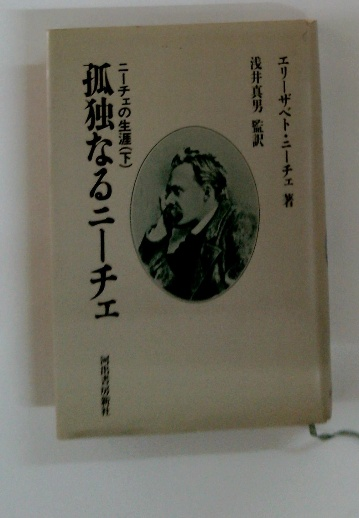 エリーザベト・ニーチェ 著
浅井真男 監訳
ニーチェの生涯(下)
孤独なるニーチェ
河出書房新社